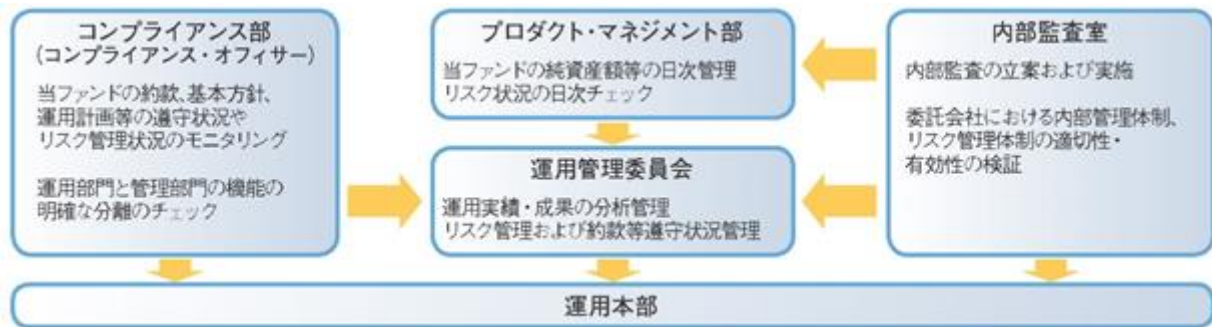 コンプライアンス部
(コンプライアンス・オフィサー)
当ファンドの約款、基本方針、
運用計画等の遵守状況や
リスク管理状況のモニタリング
運用部門と管理部門の機能の
明確な分離のチェック
プロダクト・マネジメント部
当ファンドの純資産額等の日次管理
リスク状況の日次チェック
運用管理委員会
運用実績・成果の分析管理
リスク管理および約款等遵守状況管理
内部監査室
内部監査の立案および実施
委託会社における内部管理体制、
リスク管理体制の適切性・
有効性の検証
運用本部